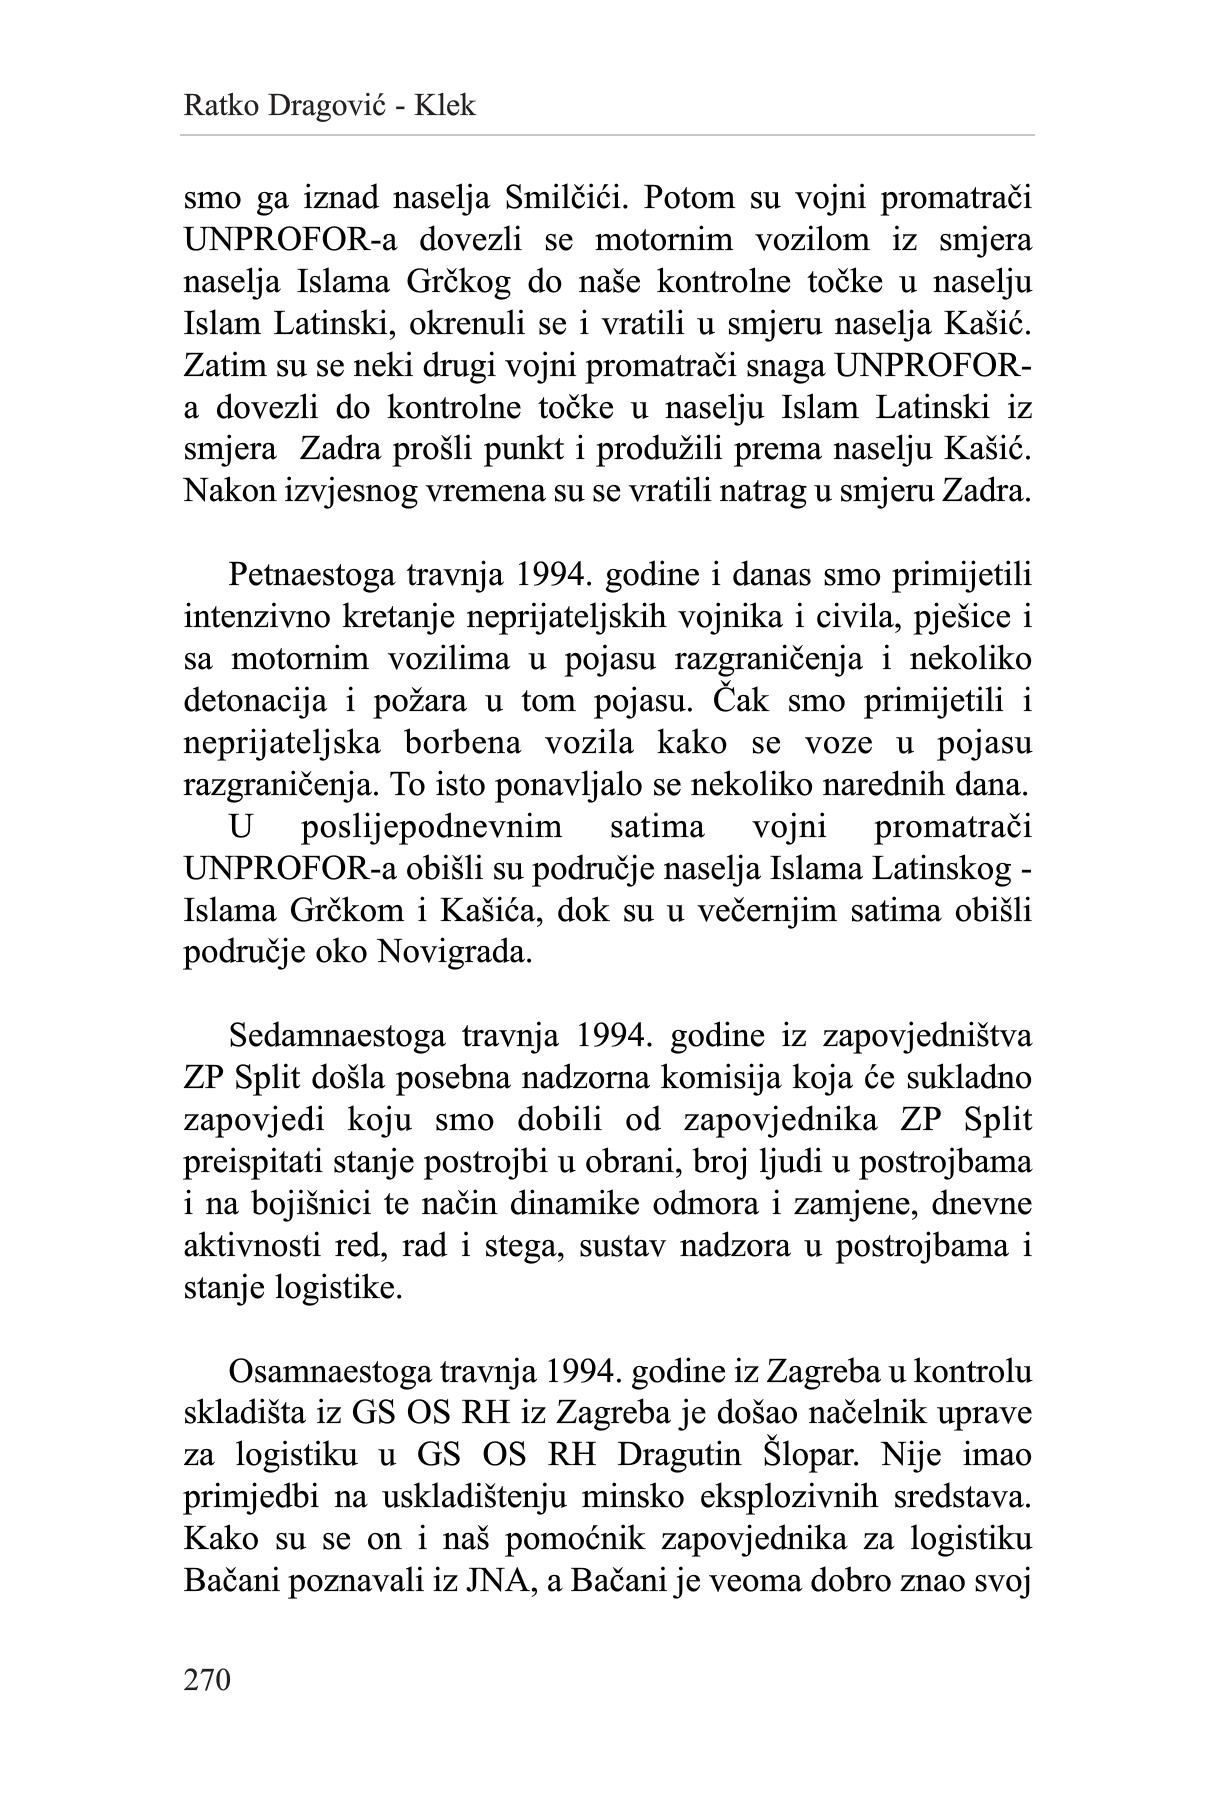 Ratko Dragović - Klek
smo ga iznad naselja Smilčići. Potom su vojni promatrači
UNPROFOR-a dovezli se motornim vozilom iz smjera
naselja Islama Grčkog do naše kontrolne točke u naselju
Islam Latinski, okrenuli se i vratili u smjeru naselja Kašić.
Zatim su se neki drugi vojni promatrači snaga UNPROFOR-
a dovezli do kontrolne točke u naselju Islam Latinski iz
smjera  Zadra prošli punkt i produžili prema naselju Kašić.
Nakon izvjesnog vremena su se vratili natrag u smjeru Zadra.
Petnaestoga travnja 1994. godine i danas smo primijetili
intenzivno kretanje neprijateljskih vojnika i civila, pješice i
sa motornim vozilima u pojasu razgraničenja i nekoliko
detonacija i požara u tom pojasu. Čak smo primijetili i
neprijateljska borbena vozila kako se voze u pojasu
razgraničenja. To isto ponavljalo se nekoliko narednih dana.
U poslijepodnevnim satima vojni promatrači
UNPROFOR-a obišli su područje naselja Islama Latinskog -
Islama Grčkom i Kašića, dok su u večernjim satima obišli
područje oko Novigrada.
Sedamnaestoga travnja 1994. godine iz zapovjedništva
ZP Split došla posebna nadzorna komisija koja će sukladno
zapovjedi koju smo dobili od zapovjednika ZP Split
preispitati stanje postrojbi u obrani, broj ljudi u postrojbama
i na bojišnici te način dinamike odmora i zamjene, dnevne
aktivnosti red, rad i stega, sustav nadzora u postrojbama i
stanje logistike.
Osamnaestoga travnja 1994. godine iz Zagreba u kontrolu
skladišta iz GS OS RH iz Zagreba je došao načelnik uprave
za logistiku u GS OS RH Dragutin Šlopar. Nije imao
primjedbi na uskladištenju minsko eksplozivnih sredstava.
Kako su se on i naš pomoćnik zapovjednika za logistiku
Bačani poznavali iz JNA, a Bačani je veoma dobro znao svoj
270